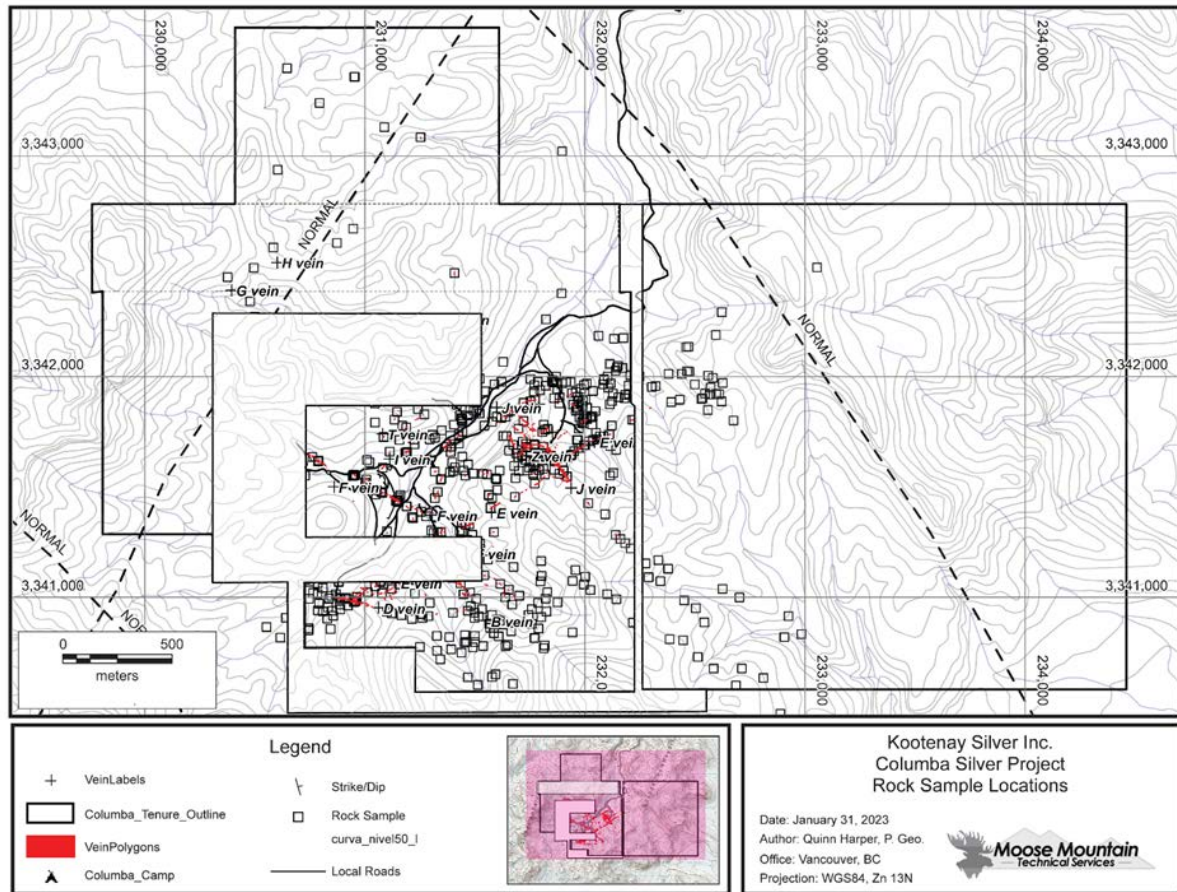 230,000
231,000
232,000
233,000
234,000
3,343,000
3,343,000
NORMAL
H vein
G vein
NORMAL
3,342,000
3,342,000
J vein
T vein
E vein
I vein
Z vein
F vein
J vein
F vein
E vein
NORMAL
vein
3,341,000
3,341,000
D vein
B vein
0 500
meters
233,000
234,000
Legend
VeinLabels
Columba_Tenure_Outline
VeinPolygons
Columba_Camp
Strike/Dip
Rock Sample
curva_nivel50_l
Local Roads
Kootenay Silver Inc.
Columba Silver Project
Rock Sample Locations
Date: January 31, 2023
Author: Quinn Harper, P. Geo.
Office: Vancouver, BC
Projection: WGS84, Zn 13N
Moose Mountain
Technical Services